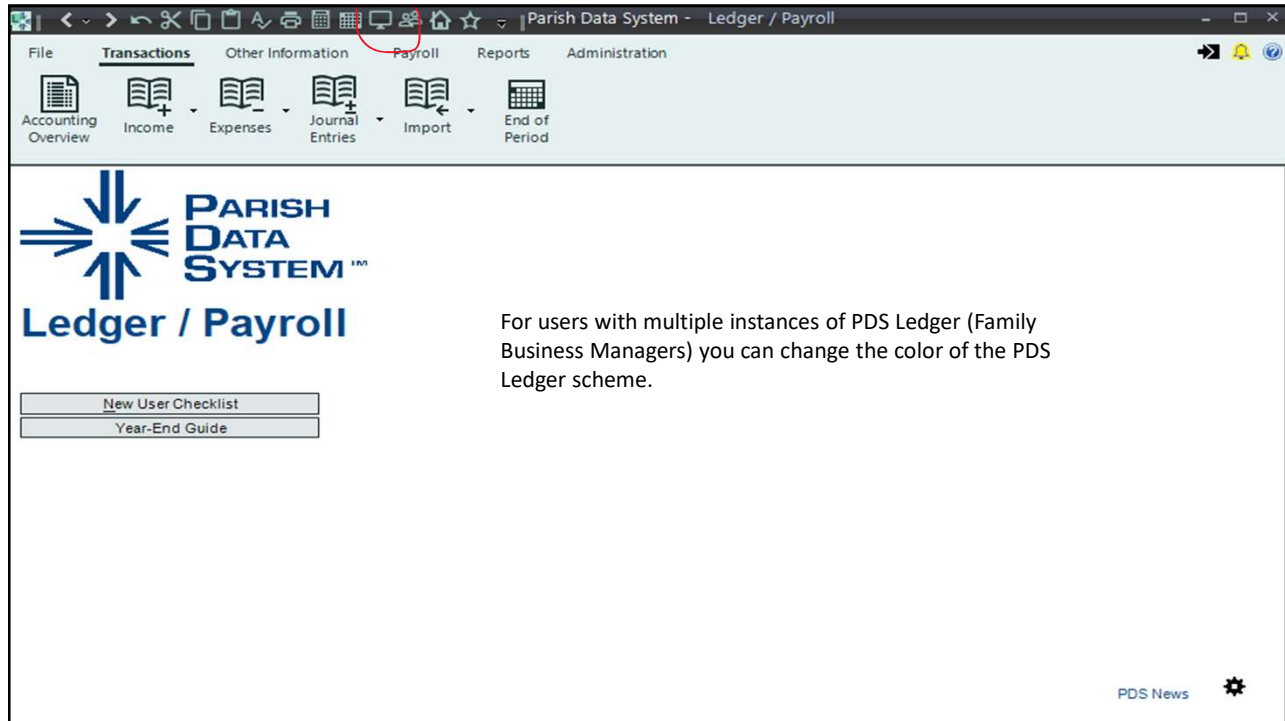 Parish Data System - Ledger / Payroll
File Transactions Other Information Payroll Reports Administration
Accounting Overview
Income
Expenses
Journal Entries
Import
End of Period
PARISH
DATA
SYSTEM ™
Ledger / Payroll
For users with multiple instances of PDS Ledger (Family
Business Managers) you can change the color of the PDS
Ledger scheme.
New User Checklist
Year-End Guide
PDS News